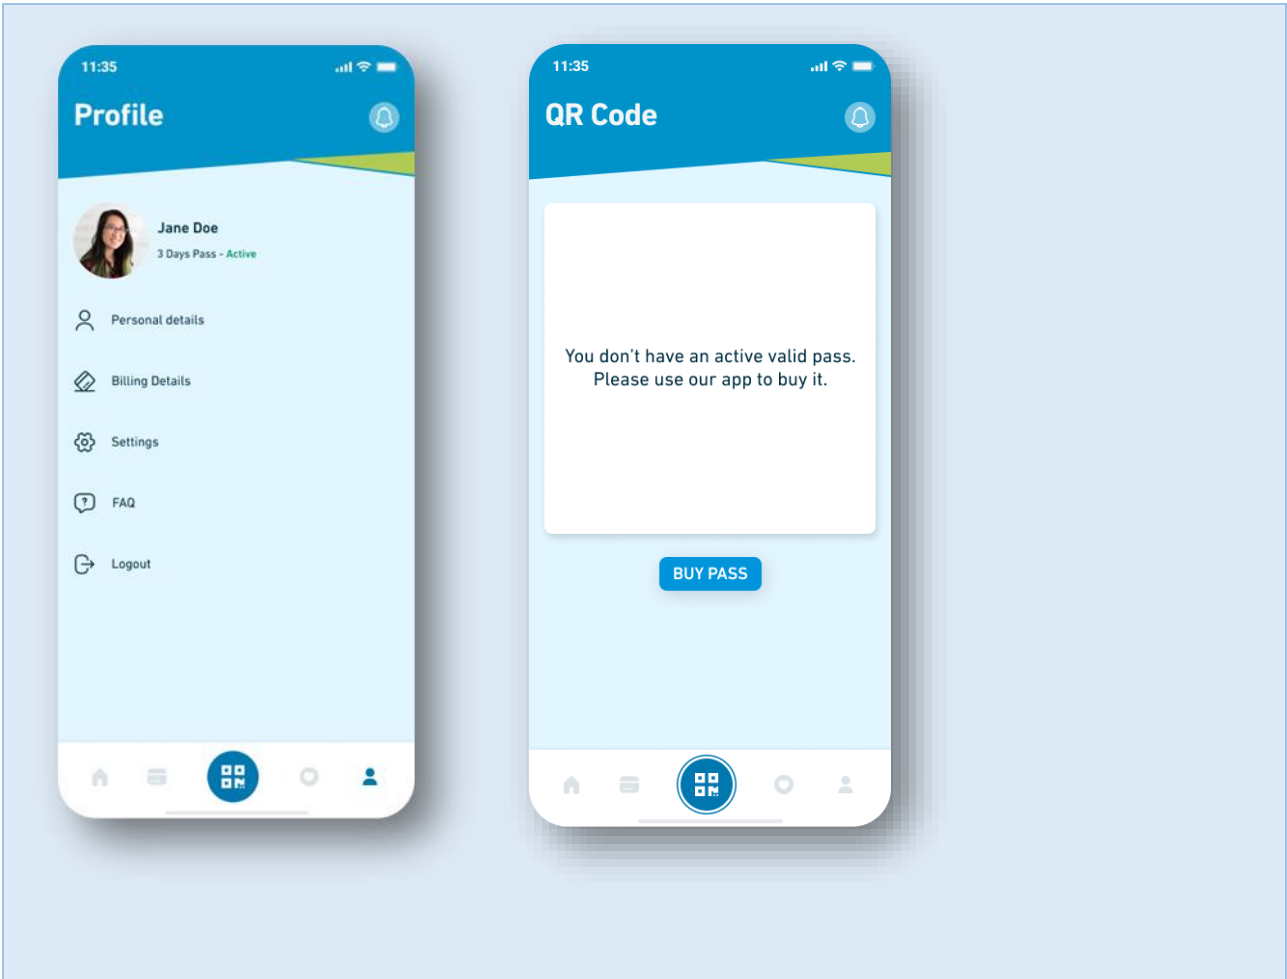 11:35
Profile
Jane Doe
3 Days Pass - Active
Personal details
Billing Details
Settings
FAQ
Logout
11:35
QR Code
You don't have an active valid pass.
Please use our app to buy it.
BUY PASS